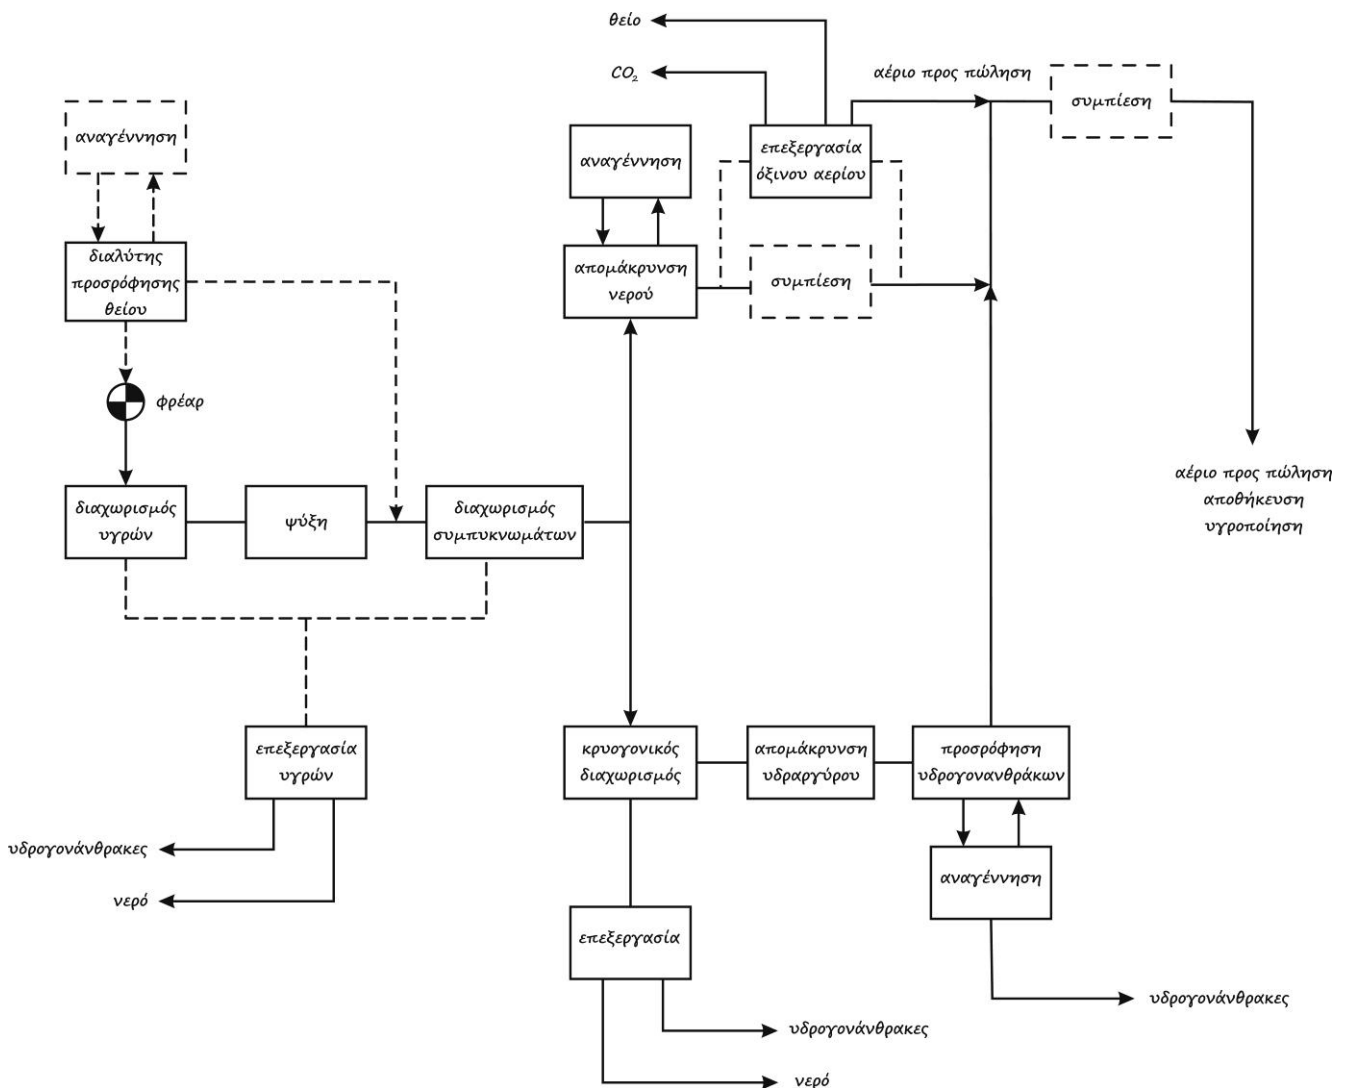 θείο
CO₂
αέριο προς πώληση
συμπίεση
αναγέννηση
αναγέννηση
επεξεργασία
όξινου αερίου
διαλύτης
προσρόφησης
θείου
απομάκρυνση
νερού
συμπίεση
φρέαρ
αέριο προς πώληση
αποθήκευση
υγροποίηση
διαχωρισμός
υγρών
ψύξη
διαχωρισμός
συμπυκνωμάτων
επεξεργασία
υγρών
κρυογονικός
διαχωρισμός
απομάκρυνση
υδραργύρου
προσρόφηση
υδρογονανθράκων
υδρογονάνθρακες
νερό
αναγέννηση
επεξεργασία
υδρογονάνθρακες
υδρογονάνθρακες
νερό